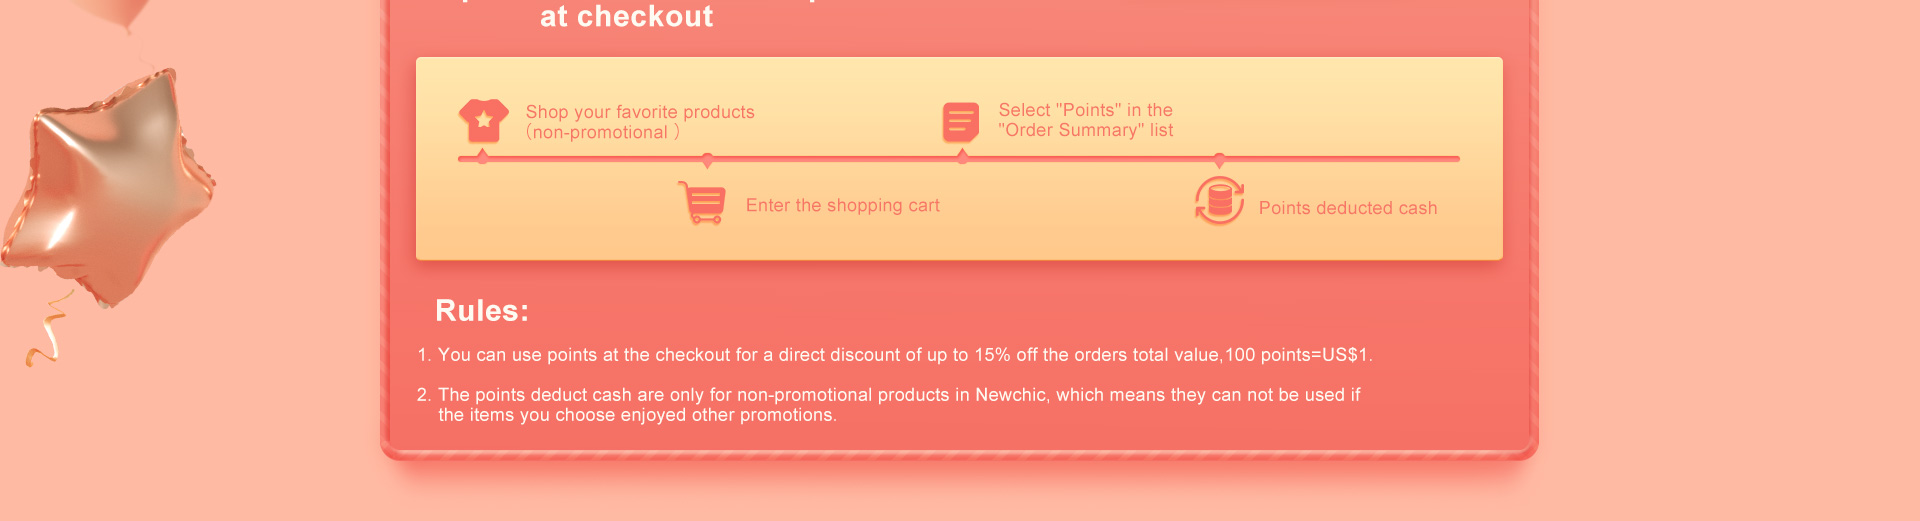 at checkout
Shop your favorite products
（non-promotional ）
Select "Points" in the
"Order Summary" list
Enter the shopping cart
Points deducted cash
Rules:
1. You can use points at the checkout for a direct discount of up to 15% off the orders total value,100 points=US$1.
2. The points deduct cash are only for non-promotional products in Newchic, which means they can not be used if
the items you choose enjoyed other promotions.